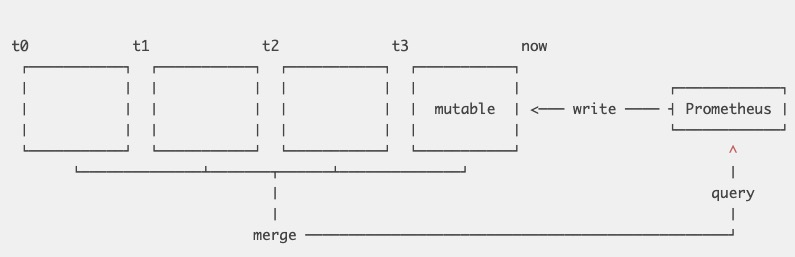 t0 t1 t2 t3 now
mutable <── write ──── Prometheus
^
query
merge